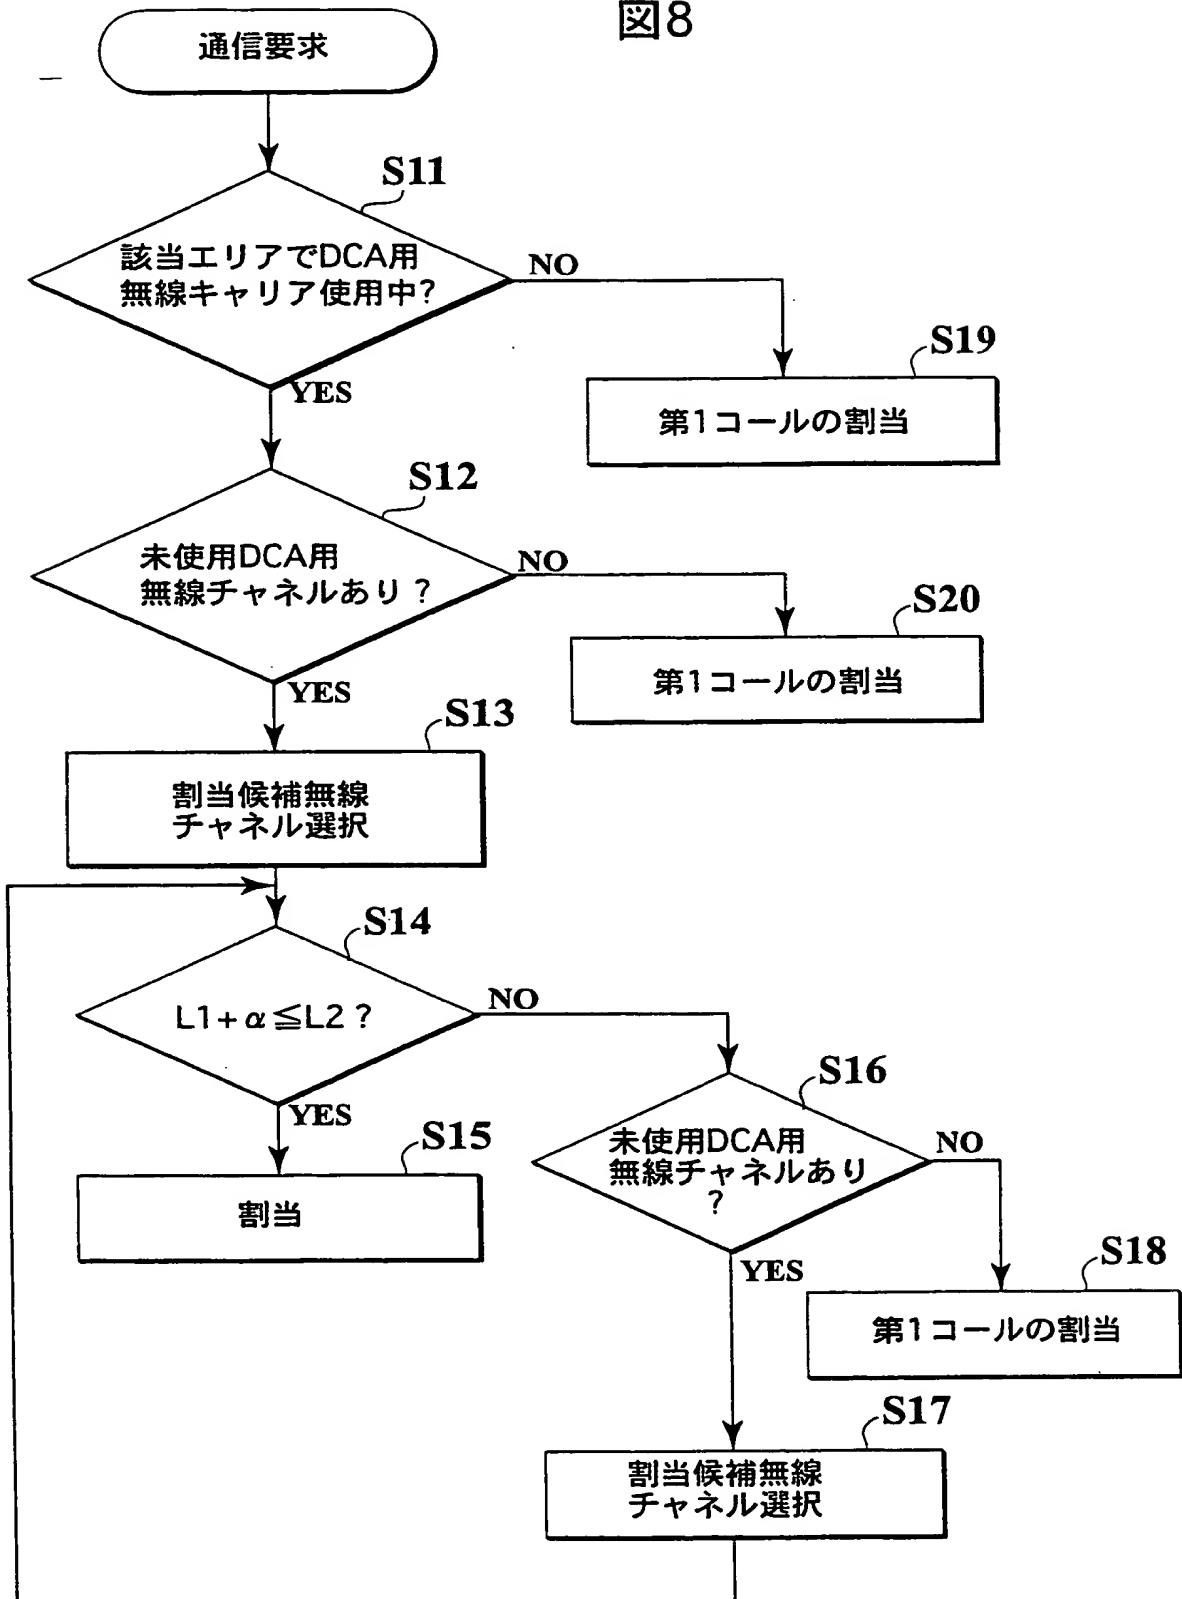 図8
通信要求
S11
該当エリアでDCA用
無線キャリア使用中?
NO
YES
S19
第1コールの割当
S12
未使用DCA用
無線チャネルあり?
NO
YES
S20
第1コールの割当
S13
割当候補無線
チャネル選択
S14
L1+α≦L2?
NO
YES
S15
割当
S16
未使用DCA用
無線チャネルあり
?
NO
YES
S18
第1コールの割当
S17
割当候補無線
チャネル選択